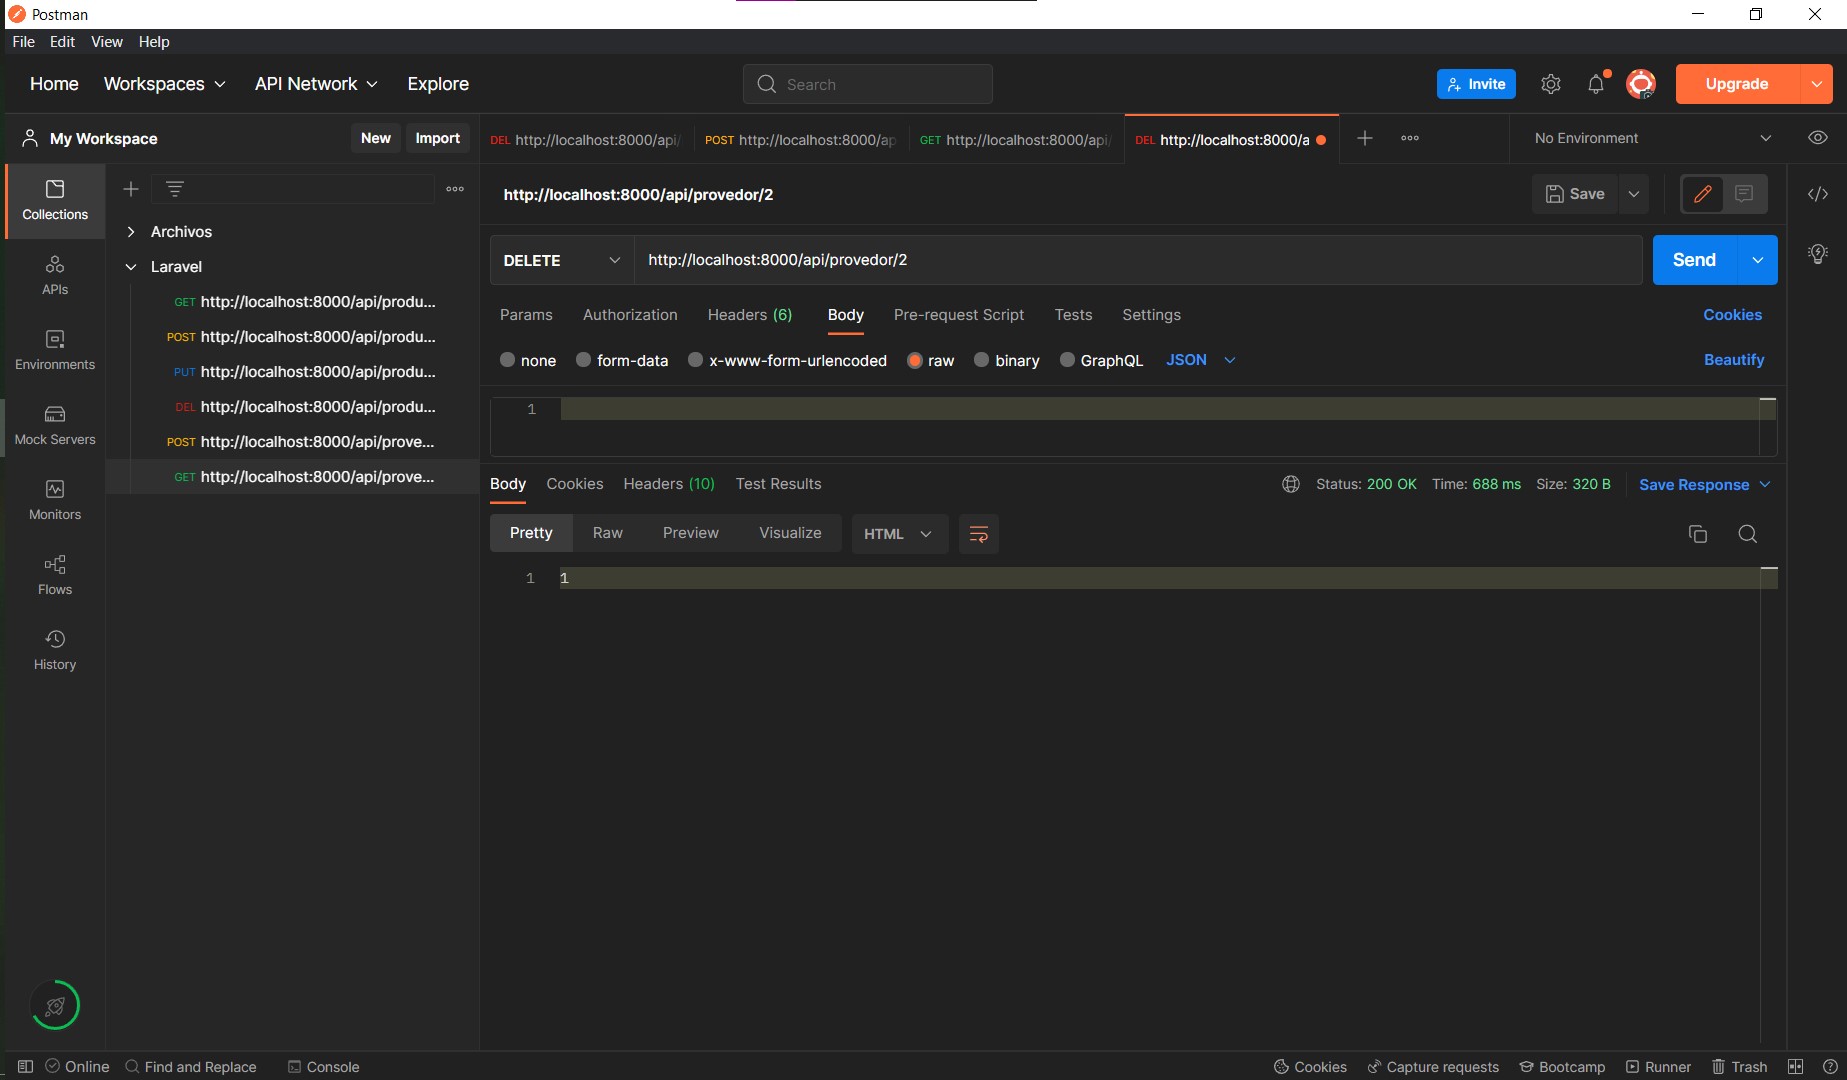 Postman
File Edit View Help
Home Workspaces API Network Explore Search Invite Upgrade
My Workspace New Import
DEL http://localhost:8000/api/ POST http://localhost:8000/ap GET http://localhost:8000/api/ DEL http://localhost:8000/a No Environment
http://localhost:8000/api/provedor/2 Save
DELETE http://localhost:8000/api/provedor/2 Send
Params Authorization Headers (6) Body Pre-request Script Tests Settings Cookies
none form-data x-www-form-urlencoded raw binary GraphQL JSON Beautify
1
Body Cookies Headers (10) Test Results Status: 200 OK Time: 688 ms Size: 320 B Save Response
Pretty Raw Preview Visualize HTML
1 1
Collections
APIs
Environments
Mock Servers
Monitors
Flows
History
Archivos
Laravel
GET http://localhost:8000/api/produ...
POST http://localhost:8000/api/produ...
PUT http://localhost:8000/api/produ...
DEL http://localhost:8000/api/produ...
POST http://localhost:8000/api/prove...
GET http://localhost:8000/api/prove...
Online Find and Replace Console Cookies Capture requests Bootcamp Runner Trash